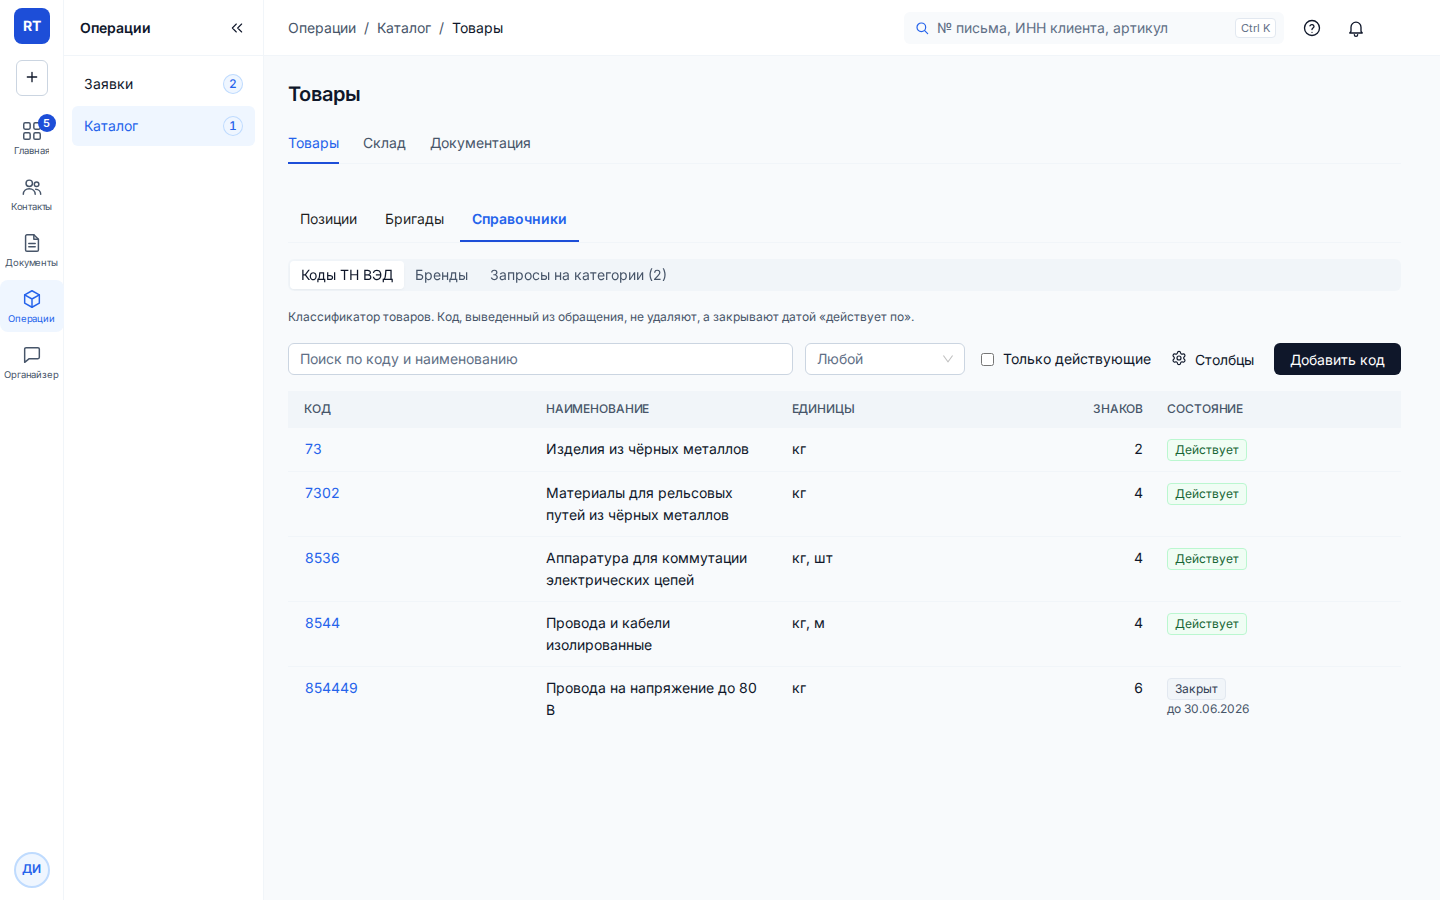 RT
Операции
Операции / Каталог / Товары
№ письма, ИНН клиента, артикул
Ctrl K
+
5
Главная
Контакты
Документы
Операции
Органайзер
ДИ
Заявки
2
Каталог
1
Товары
Товары
Склад
Документация
Позиции
Бригады
Справочники
Коды ТН ВЭД
Бренды
Запросы на категории (2)
Классификатор товаров. Код, выведенный из обращения, не удаляют, а закрывают датой «действует по».
Поиск по коду и наименованию
Любой
Только действующие
Столбцы
Добавить код
КОД
НАИМЕНОВАНИЕ
ЕДИНИЦЫ
ЗНАКОВ
СОСТОЯНИЕ
73
Изделия из чёрных металлов
кг
2
Действует
7302
Материалы для рельсовых
путей из чёрных металлов
кг
4
Действует
8536
Аппаратура для коммутации
электрических цепей
кг, шт
4
Действует
8544
Провода и кабели
изолированные
кг, м
4
Действует
854449
Провода на напряжение до 80
В
кг
6
Закрыт
до 30.06.2026